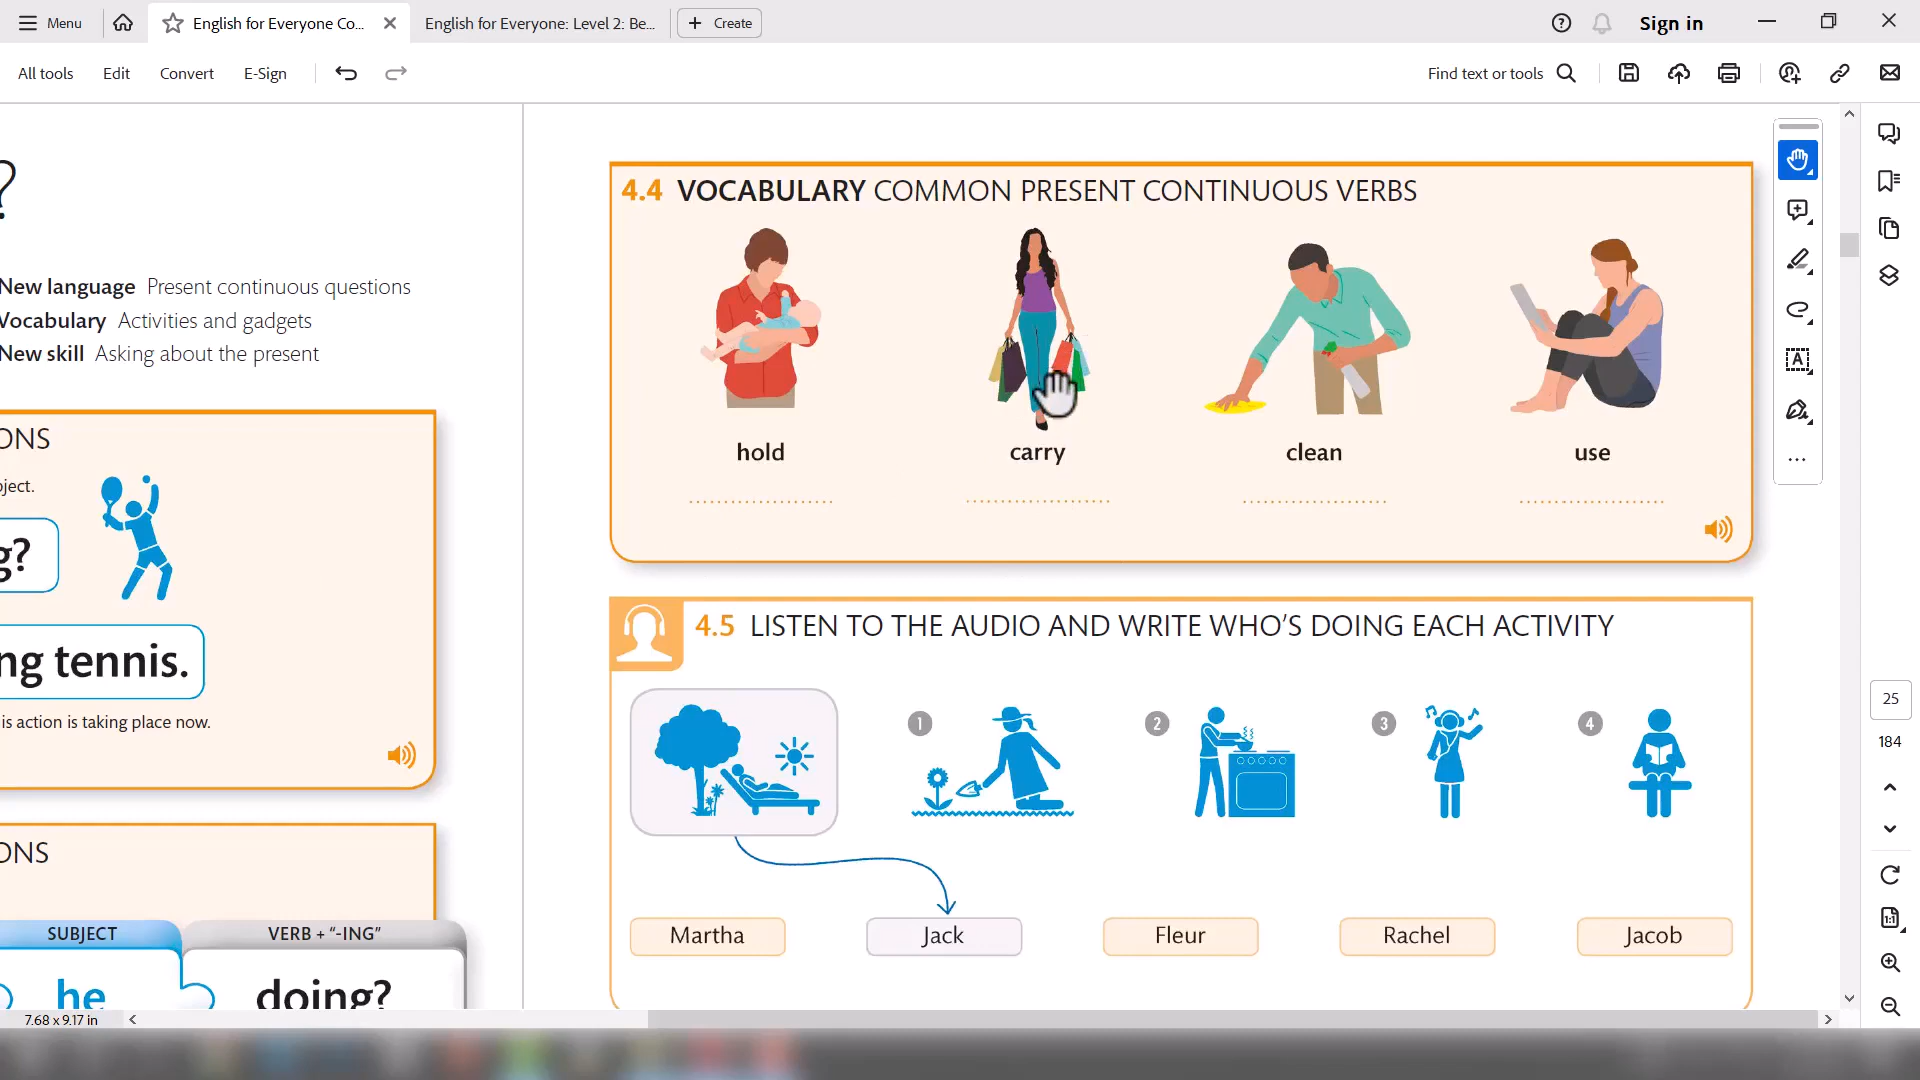 Menu
English for Everyone Co...
English for Everyone: Level 2: Be...
Create
Sign in
All tools
Edit
Convert
E-Sign
Find text or tools
?
New language Present continuous questions
Vocabulary Activities and gadgets
New skill Asking about the present
ONS
bject.
g?
ng tennis.
is action is taking place now.
ONS
SUBJECT
VERB + “-ING”
he
doing?
4.4 VOCABULARY COMMON PRESENT CONTINUOUS VERBS
hold
carry
clean
use
4.5 LISTEN TO THE AUDIO AND WRITE WHO’S DOING EACH ACTIVITY
1
2
3
4
Martha
Jack
Fleur
Rachel
Jacob
25
184
7.68 x 9.17 in